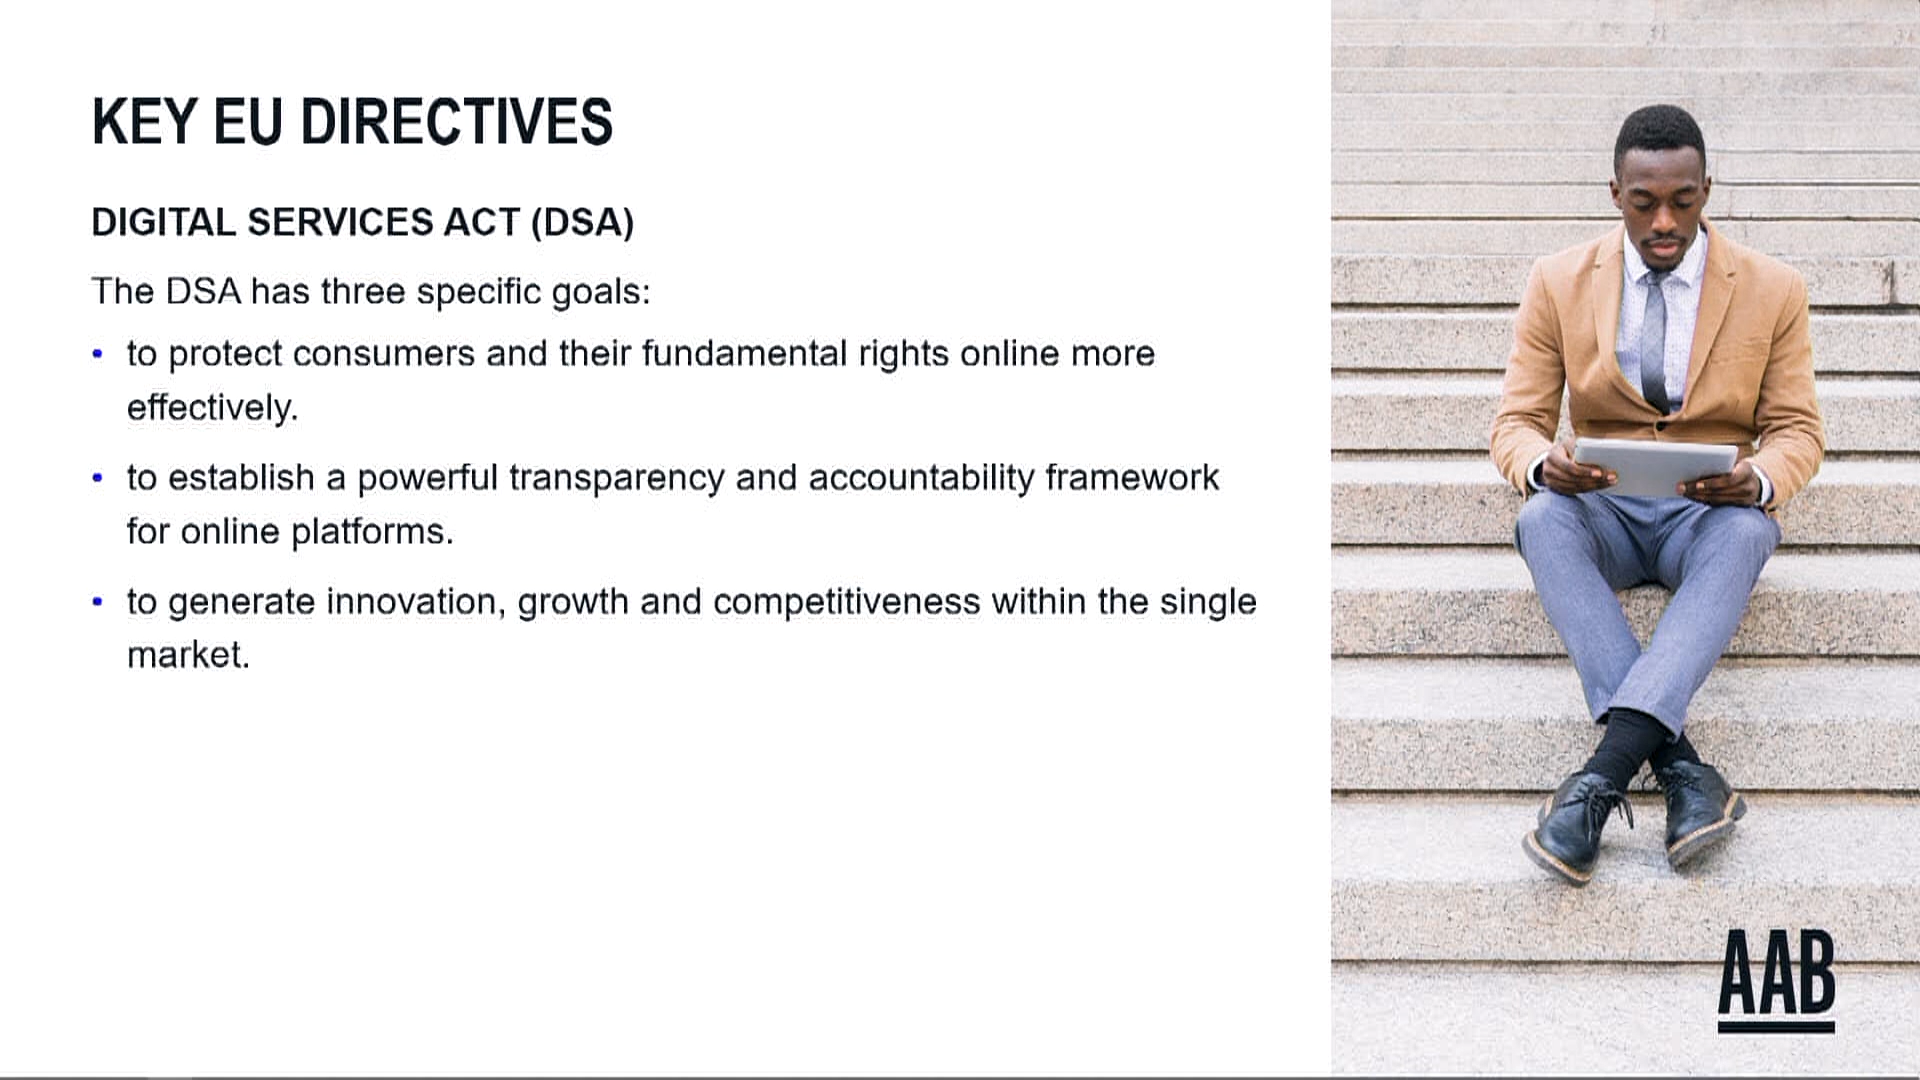 KEY EU DIRECTIVES
DIGITAL SERVICES ACT (DSA)
The DSA has three specific goals:
• to protect consumers and their fundamental rights online more
effectively.
• to establish a powerful transparency and accountability framework
for online platforms.
• to generate innovation, growth and competitiveness within the single
market.
AAB